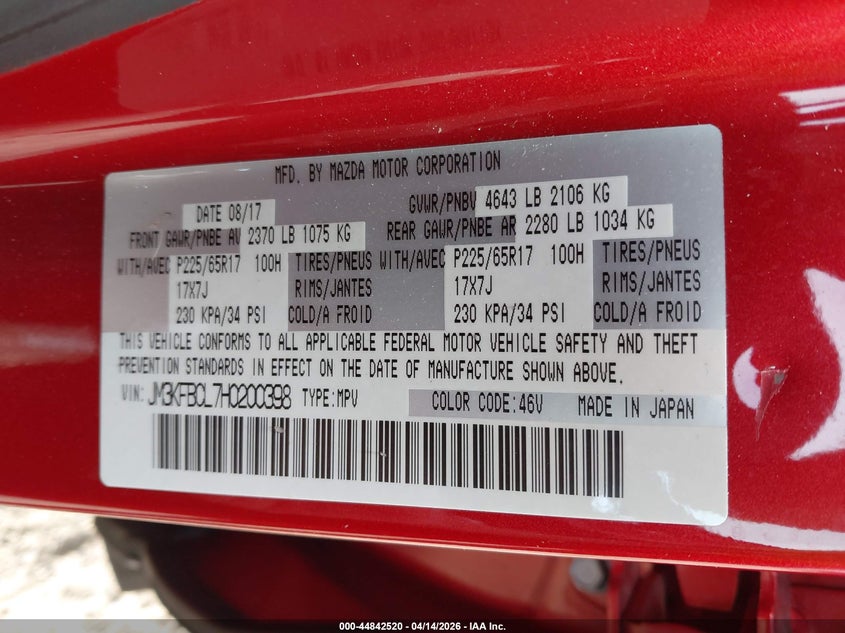 MFD. BY MAZDA MOTOR CORPORATION
DATE 08/17 GVWR/PNBV 4643 LB 2106 KG
FRONT GAWR/PNBE AV 2370 LB 1075 KG REAR GAWR/PNBE AR 2280 LB 1034 KG
WITH/AVEC P225/65R17 100H TIRES/PNEUS WITH/AVEC P225/65R17 100H TIRES/PNEUS
17X7J RIMS/JANTES 17X7J RIMS/JANTES
230 KPA/34 PSI COLD/A FROID 230 KPA/34 PSI COLD/A FROID
THIS VEHICLE CONFORMS TO ALL APPLICABLE FEDERAL MOTOR VEHICLE SAFETY AND THEFT
PREVENTION STANDARDS IN EFFECT ON THE DATE OF MANUFACTURE SHOWN ABOVE.
VIN: JM3KFBCL7H0200398 TYPE:MPV COLOR CODE:46V MADE IN JAPAN
000-44842520 - 04/14/2026 - IAA Inc.